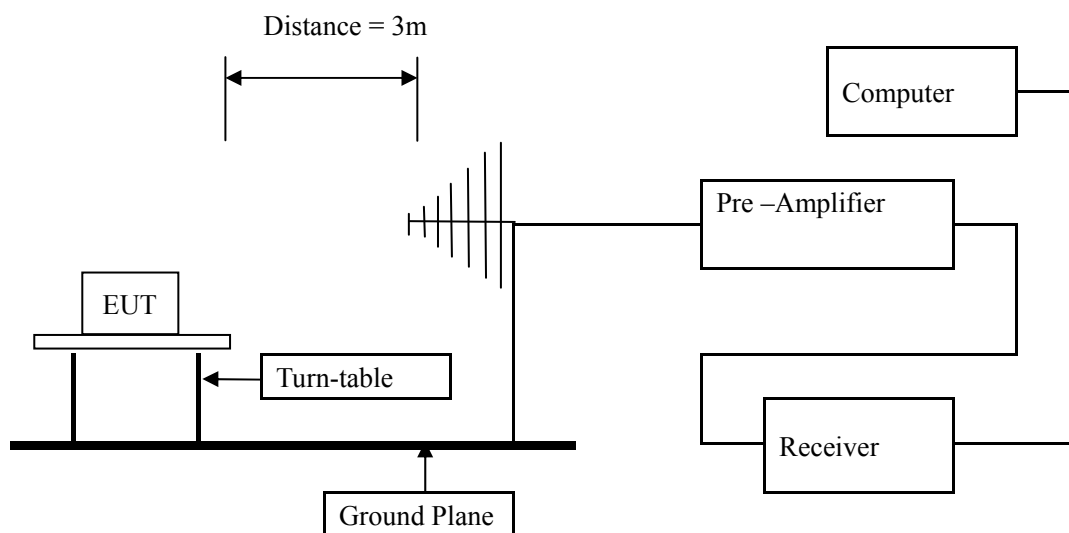 Distance = 3m
Computer
Pre –Amplifier
EUT
Turn-table
Receiver
Ground Plane